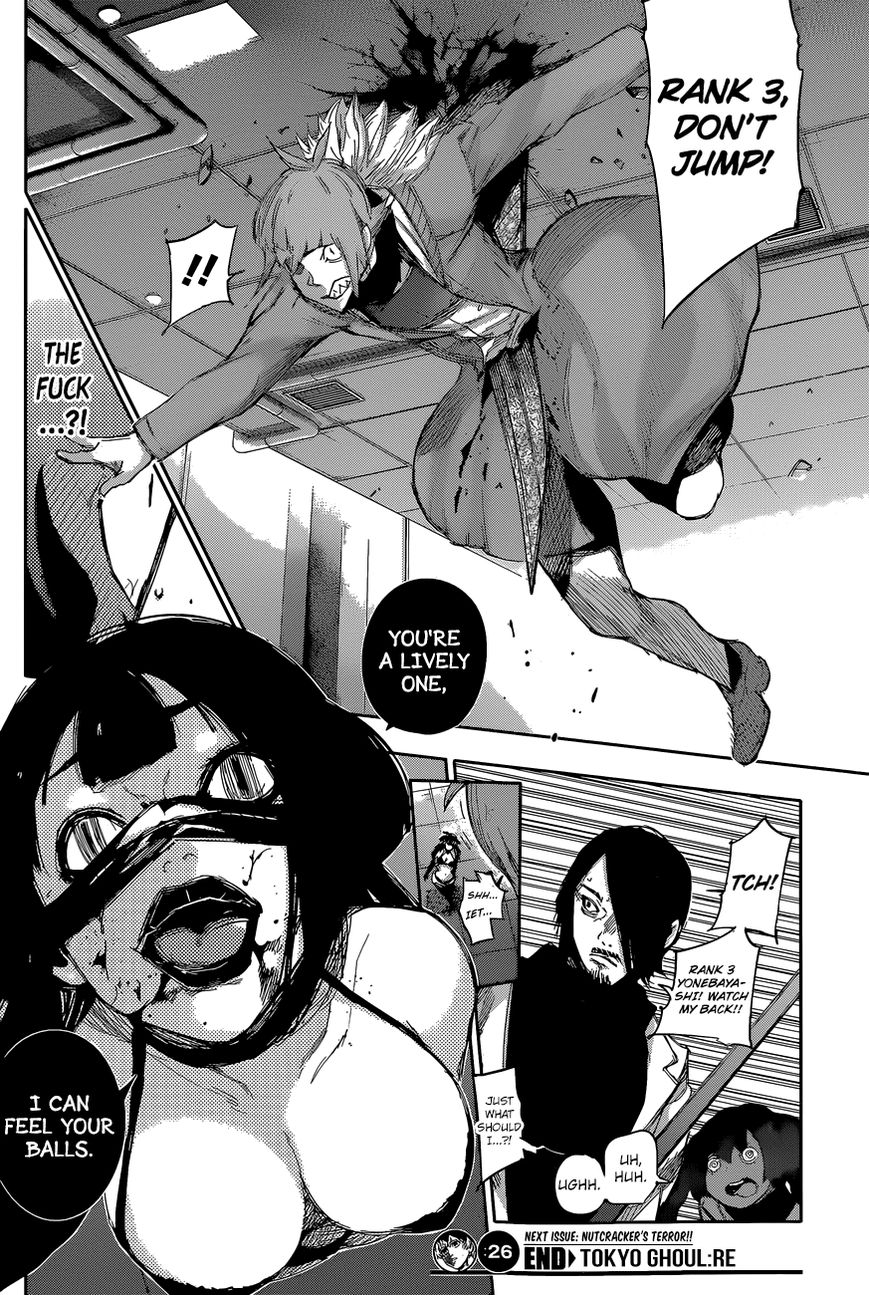 RANK 3,
DON'T
JUMP!
!!
THE
FUCK
...?!
YOU'RE
A LIVELY
ONE,
I CAN
FEEL YOUR
BALLS.
SHH...
IET...
TCH!
RANK 3
YONEBAYA-
SHI! WATCH
MY BACK!!
JUST
WHAT
SHOULD
I...?!
UH,
HUH.
UGHH.
NEXT ISSUE: NUTCRACKER'S TERROR!!
:26 END TOKYO GHOUL:RE